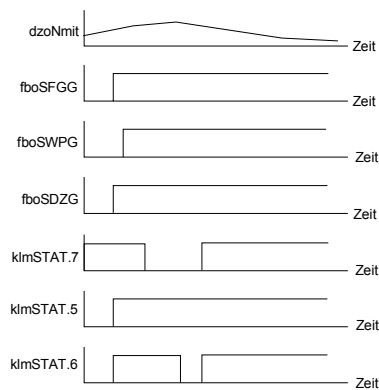 dzoNmit
Zeit
fboSFGG
Zeit
fboSWPG
Zeit
fboSDZG
Zeit
klmSTAT.7
Zeit
klmSTAT.5
Zeit
klmSTAT.6
Zeit